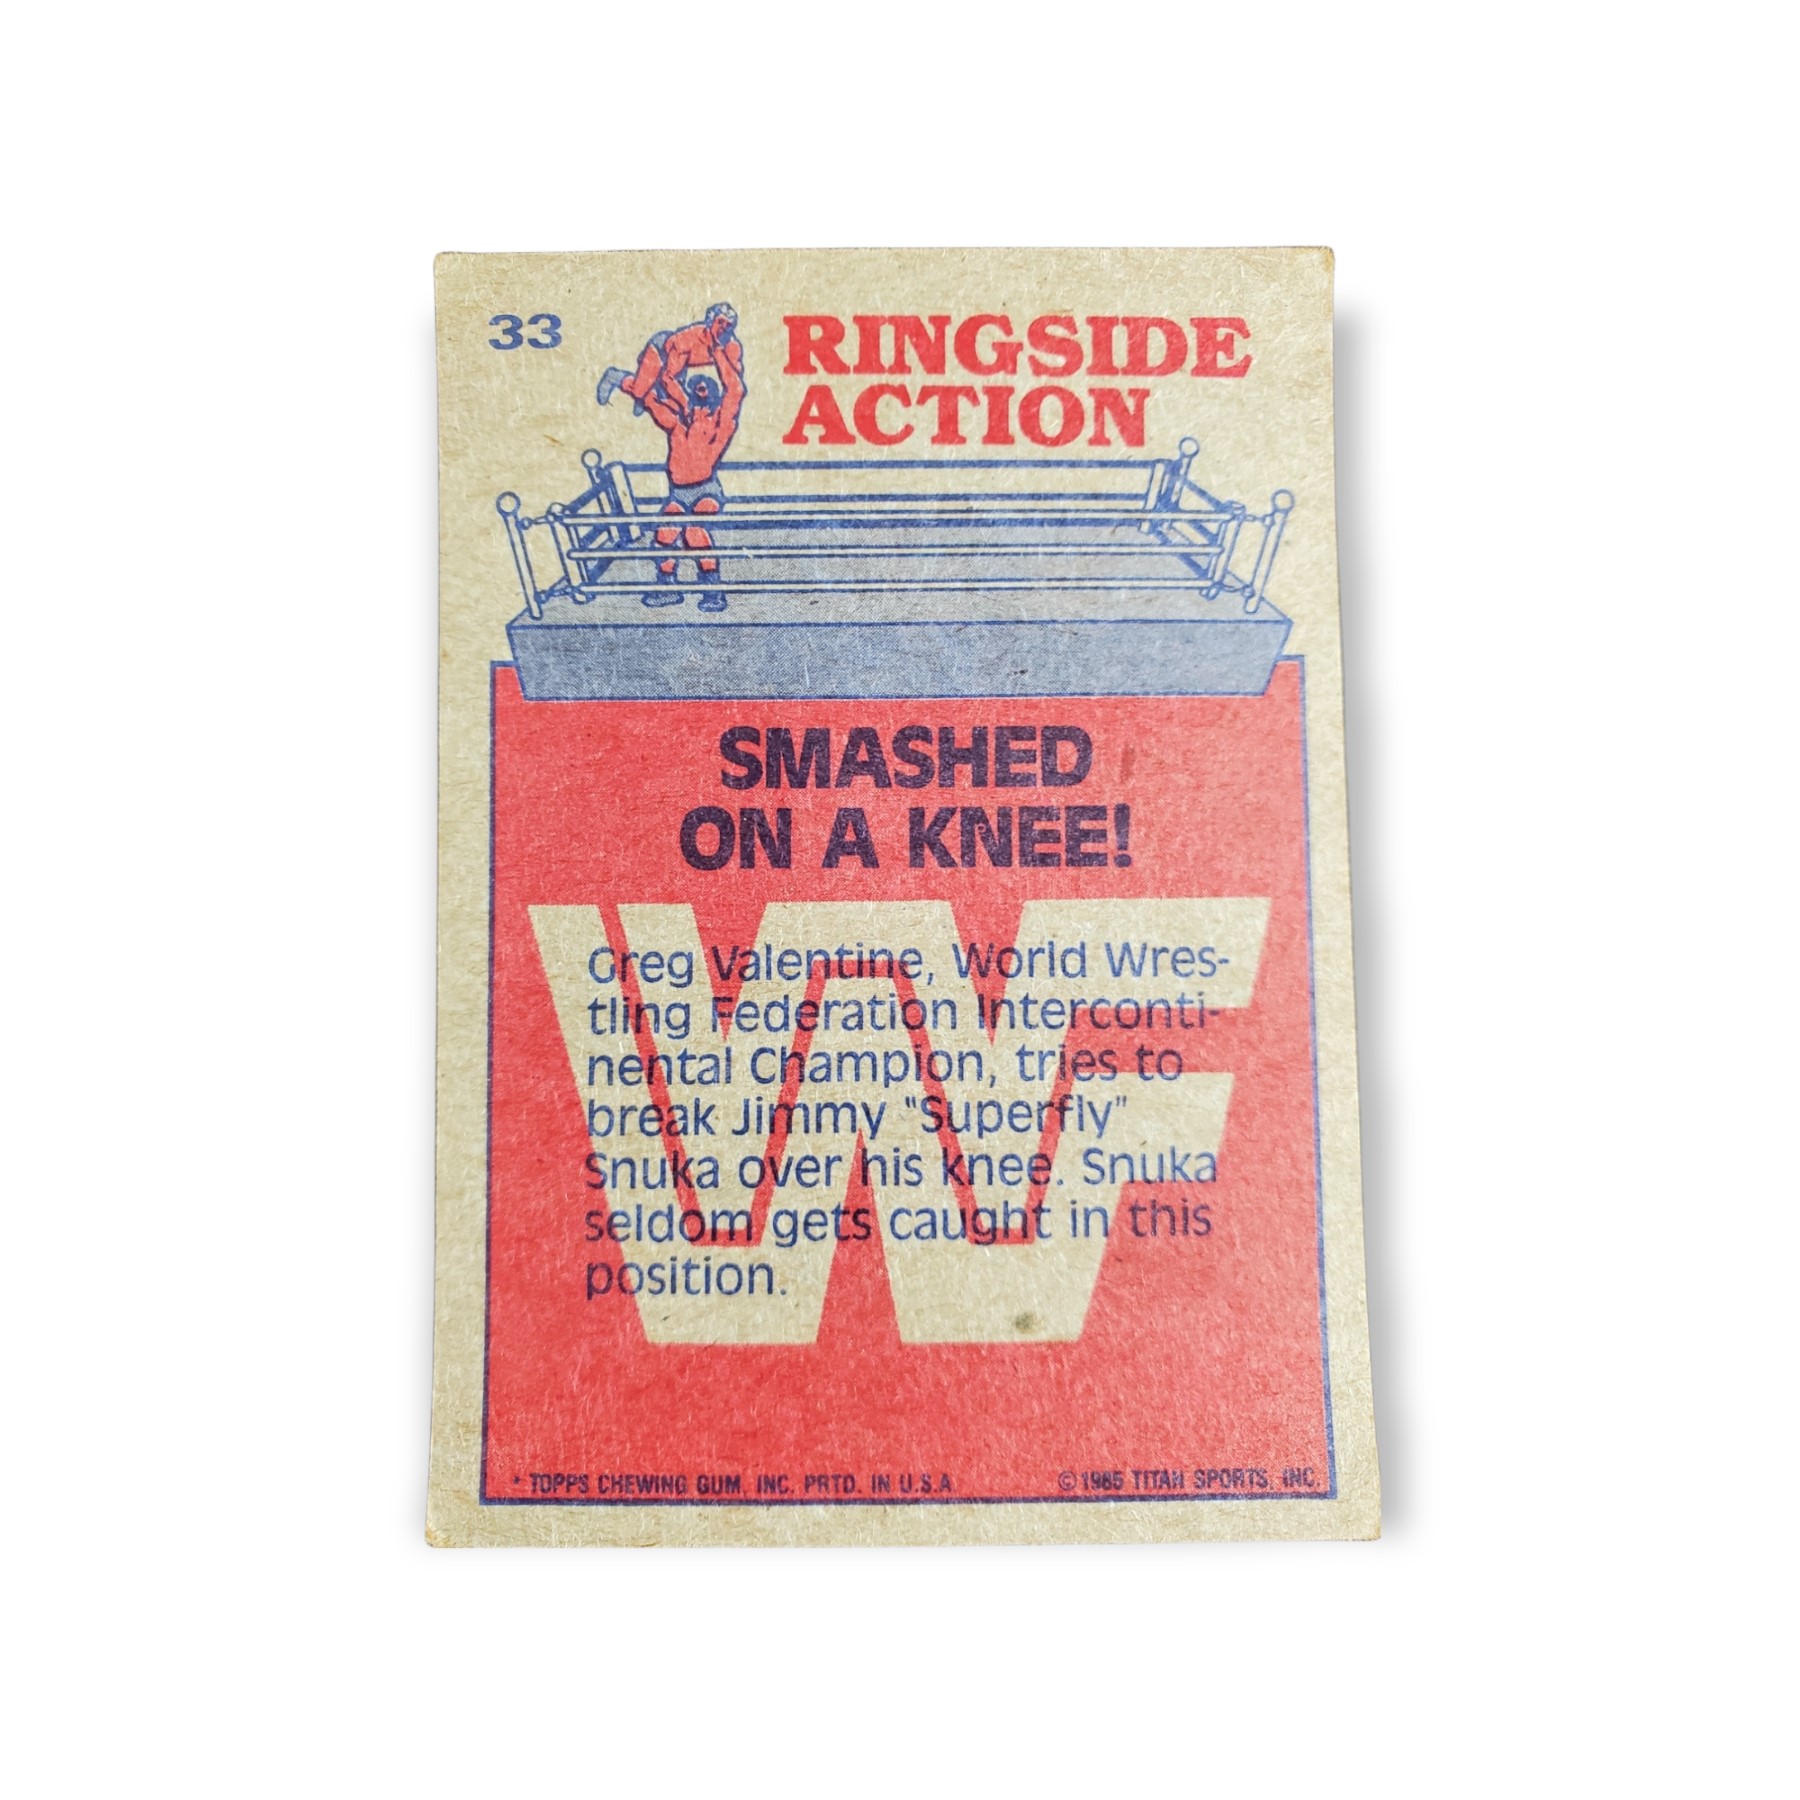 33
RINGSIDE
ACTION
SMASHED
ON A KNEE!
Greg Valentine, World Wres-
tling Federation Interconti-
nental Champion, tries to
break Jimmy "Superfly"
Snuka over his knee. Snuka
seldom gets caught in this
position.
* TOPPS CHEWING GUM, INC. PRTD. IN U.S.A
© 1985 TITAN SPORTS, INC.